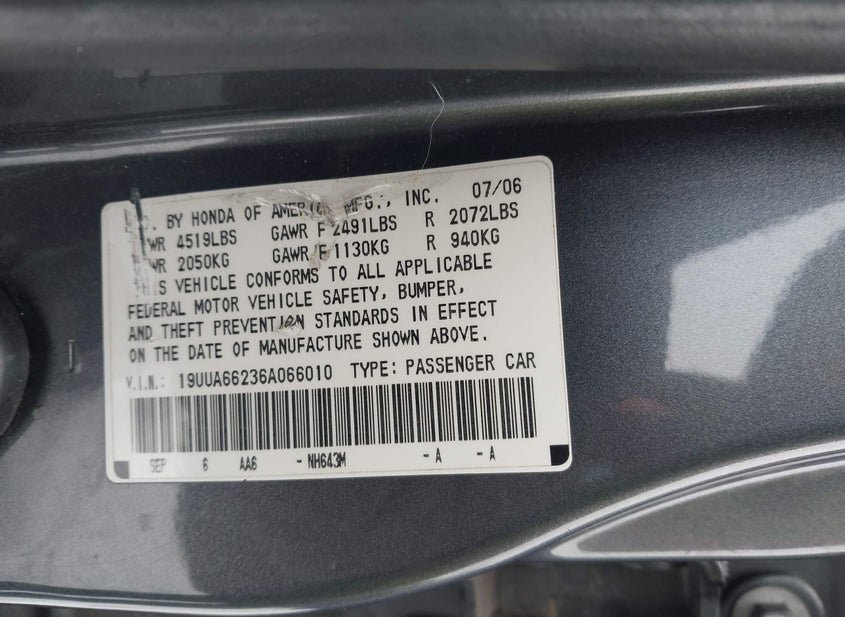 BY HONDA OF AMERICA MFG., INC. 07/06
4519LBS GAWR F 2491LBS R 2072LBS
2050KG GAWR F 1130KG R 940KG
THIS VEHICLE CONFORMS TO ALL APPLICABLE
FEDERAL MOTOR VEHICLE SAFETY, BUMPER,
AND THEFT PREVENTION STANDARDS IN EFFECT
ON THE DATE OF MANUFACTURE SHOWN ABOVE.
V.I.N.: 19UUA66236A066010 TYPE: PASSENGER CAR
SEP 6 AA6 - NH643M - A - A